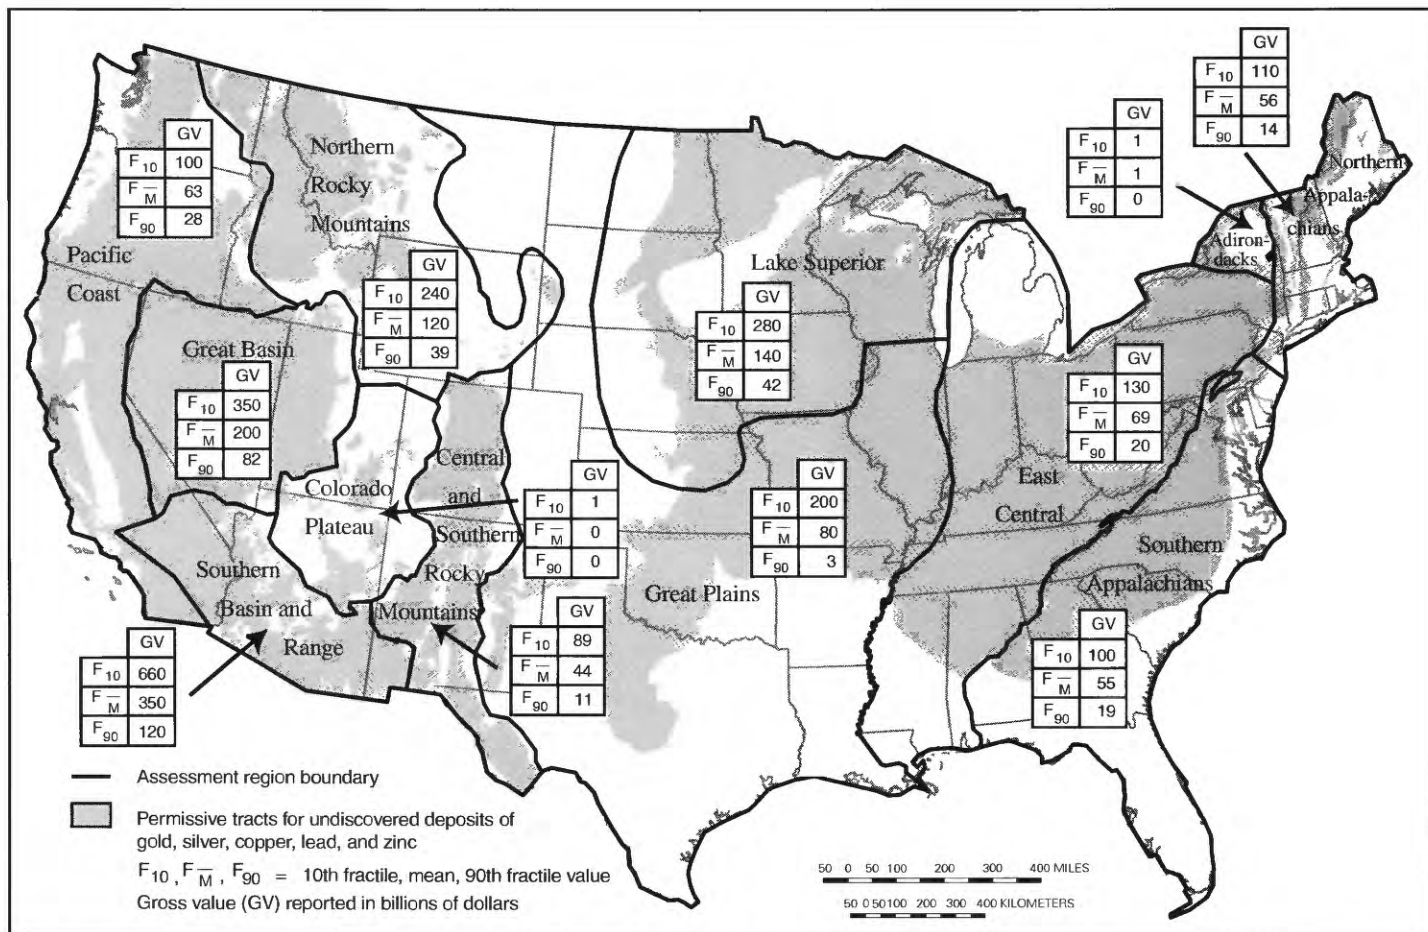 GV
F10 110
FM 56
F90 14
GV
F10 1
FM 1
F90 0
GV
F10 100
FM 63
F90 28
Northern
Rocky
Mountains
Northern
Appala-
chians
Adiron-
dacks
Pacific
Coast
Lake Superior
GV
F10 240
FM 120
F90 39
GV
F10 280
FM 140
F90 42
Great Basin
GV
F10 350
FM 200
F90 82
GV
F10 130
FM 69
F90 20
Central
and
Southern
Rocky
Mountains
Colorado
Plateau
GV
F10 1
FM 0
F90 0
GV
F10 200
FM 80
F90 3
East
Central
Southern
Appalachians
Southern
Basin and
Range
Great Plains
GV
F10 89
FM 44
F90 11
GV
F10 100
FM 55
F90 19
GV
F10 660
FM 350
F90 120
Assessment region boundary
Permissive tracts for undiscovered deposits of
gold, silver, copper, lead, and zinc
F10 , FM , F90 = 10th fractile, mean, 90th fractile value
Gross value (GV) reported in billions of dollars
50 0 50 100 200 300 400 MILES
50 0 50 100 200 300 400 KILOMETERS